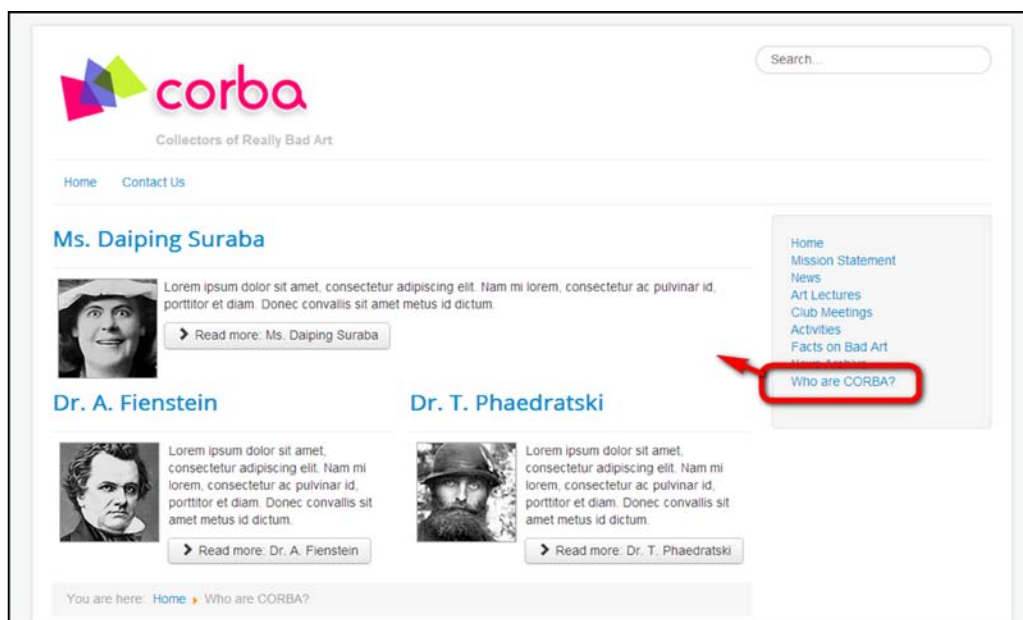 corba
Collectors of Really Bad Art
Search...
Home Contact Us
Ms. Daiping Suraba
Lorem ipsum dolor sit amet, consectetur adipiscing elit. Nam mi lorem, consectetur ac pulvinar id,
porttitor et diam. Donec convallis sit amet metus id dictum.
Read more: Ms. Daiping Suraba
Dr. A. Fienstein
Lorem ipsum dolor sit amet,
consectetur adipiscing elit. Nam mi
lorem, consectetur ac pulvinar id,
porttitor et diam. Donec convallis sit
amet metus id dictum.
Read more: Dr. A. Fienstein
Dr. T. Phaedratski
Lorem ipsum dolor sit amet,
consectetur adipiscing elit. Nam mi
lorem, consectetur ac pulvinar id,
porttitor et diam. Donec convallis sit
amet metus id dictum.
Read more: Dr. T. Phaedratski
Home
Mission Statement
News
Art Lectures
Club Meetings
Activities
Facts on Bad Art
News Archive
Who are CORBA?
You are here: Home Who are CORBA?